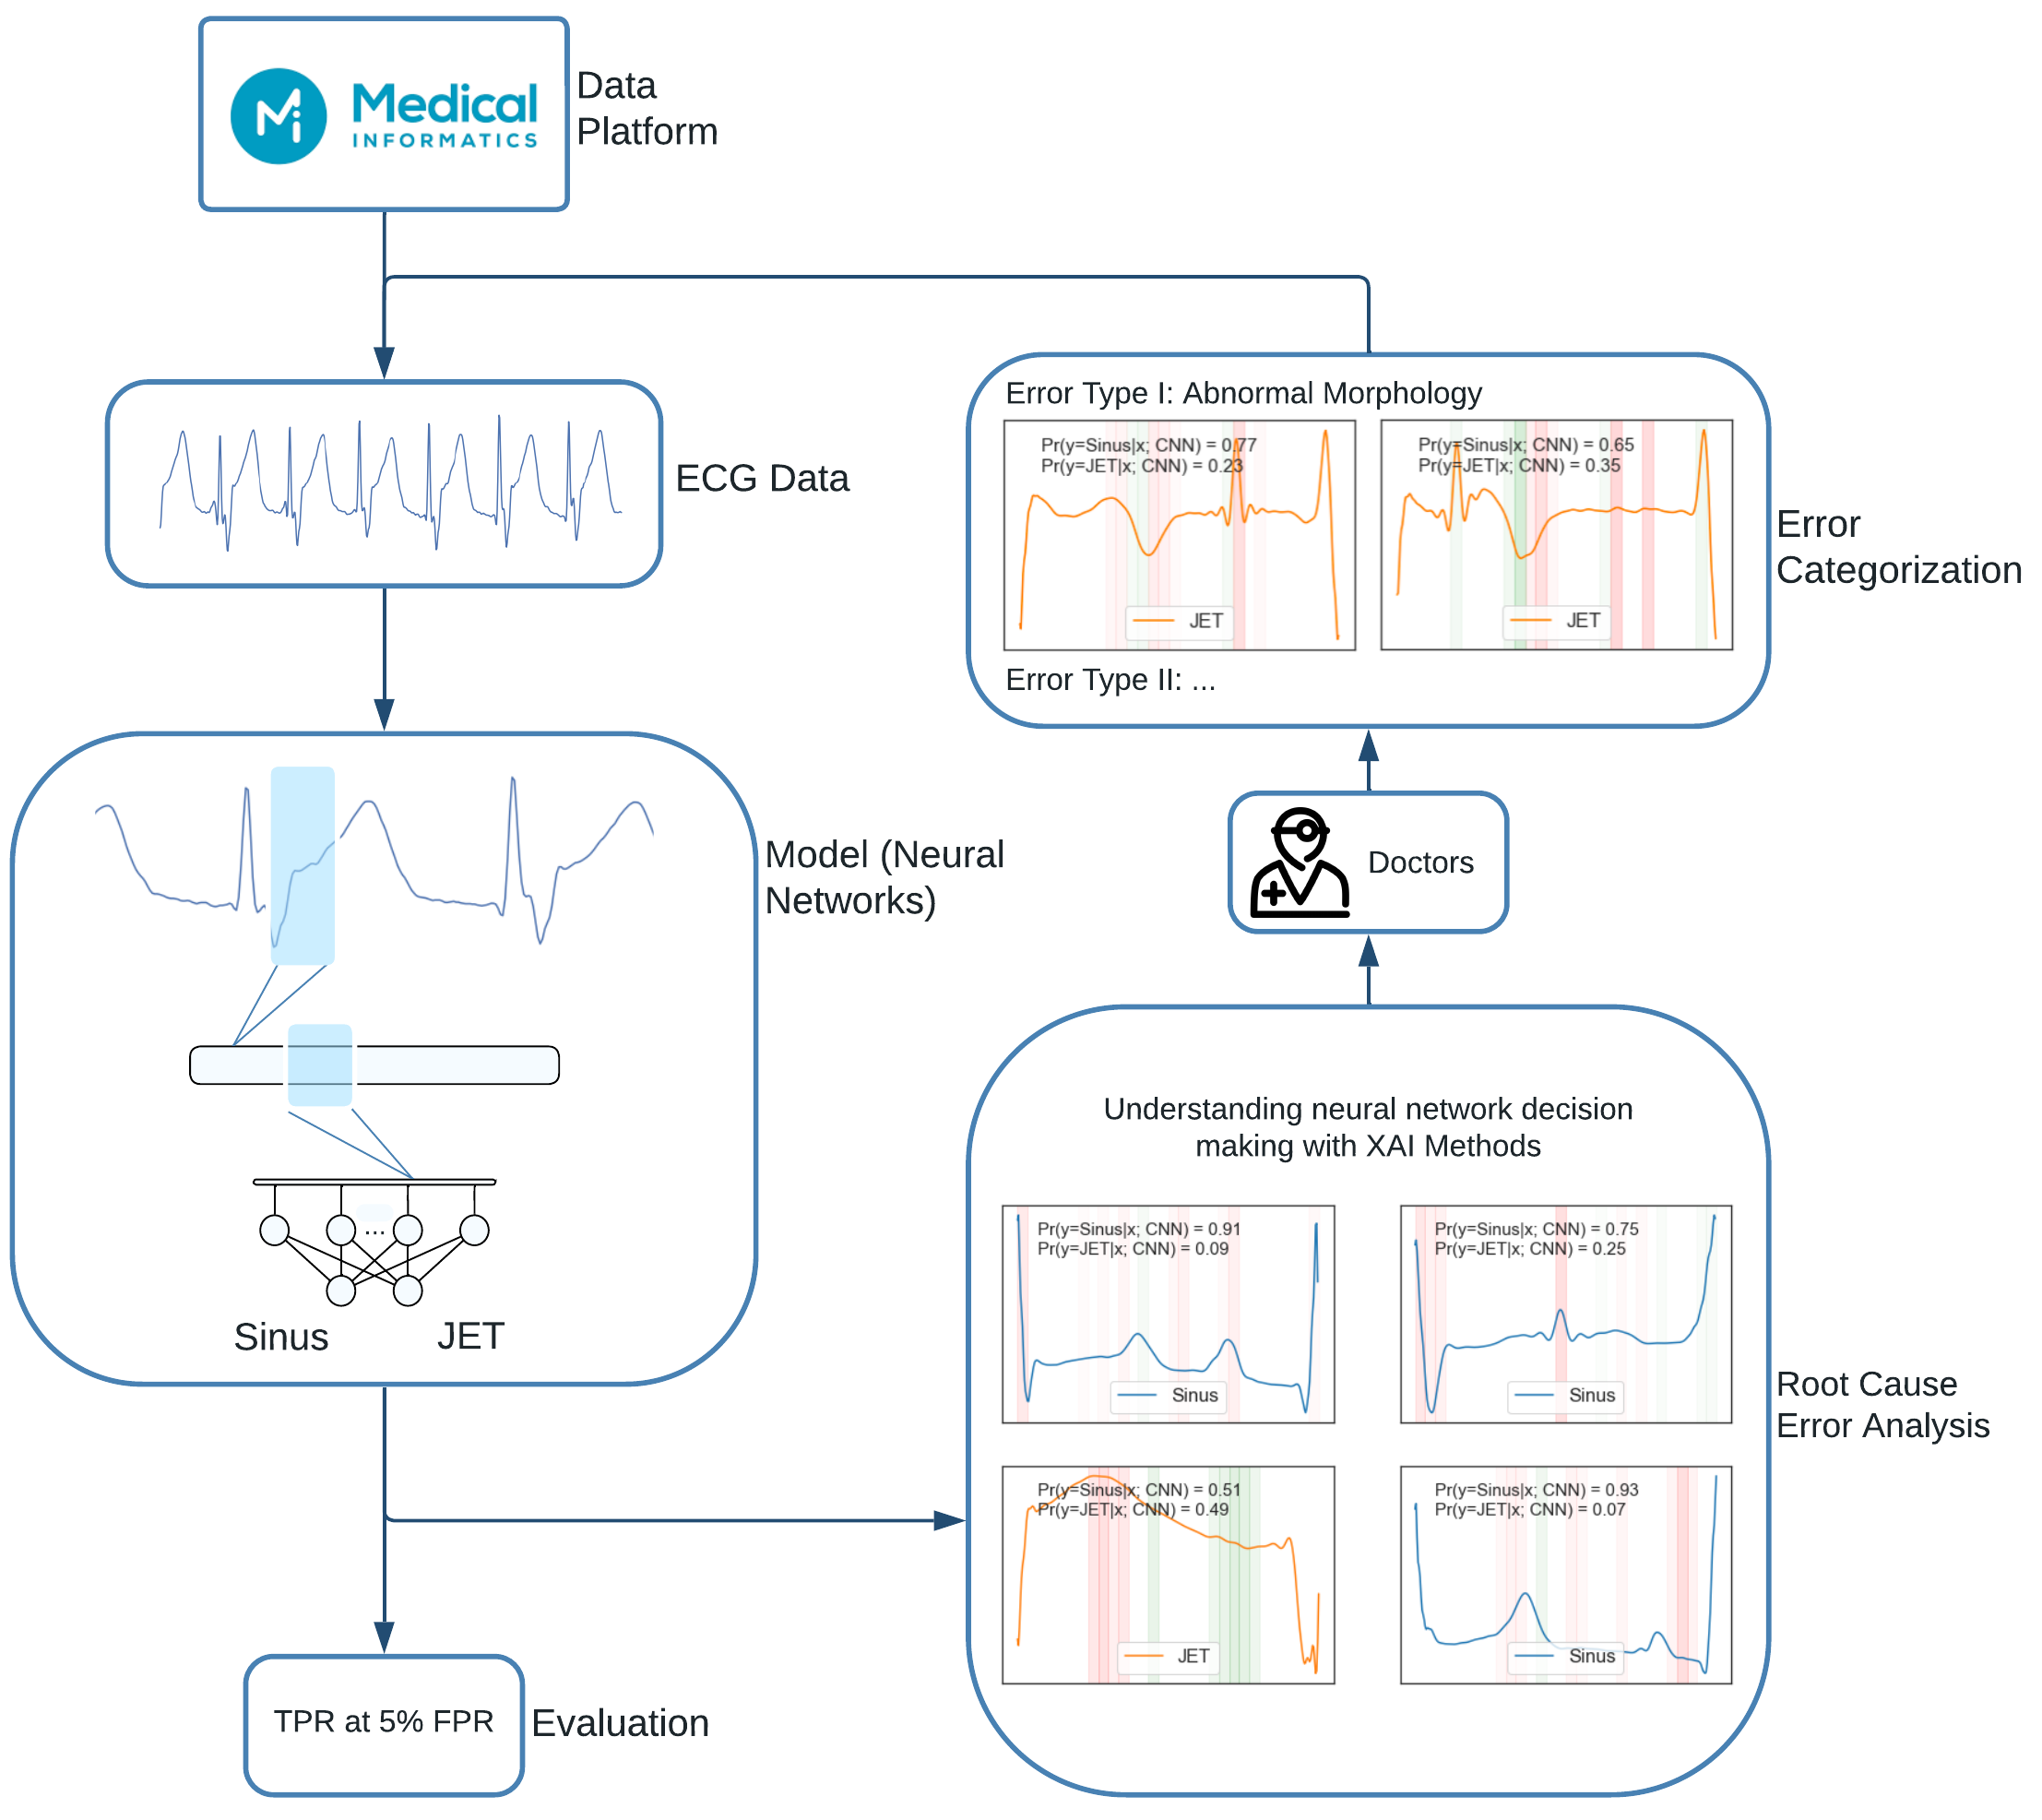 Medical
INFORMATICS
Data
Platform
ECG Data
Model (Neural
Networks)
...
Sinus JET
TPR at 5% FPR
Evaluation
Error Type I: Abnormal Morphology
Pr(y=Sinus|x; CNN) = 0.77
Pr(y=JET|x; CNN) = 0.23
JET
Pr(y=Sinus|x; CNN) = 0.65
Pr(y=JET|x; CNN) = 0.35
JET
Error Type II: ...
Error
Categorization
Doctors
Understanding neural network decision
making with XAI Methods
Pr(y=Sinus|x; CNN) = 0.91
Pr(y=JET|x; CNN) = 0.09
Sinus
Pr(y=Sinus|x; CNN) = 0.75
Pr(y=JET|x; CNN) = 0.25
Sinus
Pr(y=Sinus|x; CNN) = 0.51
Pr(y=JET|x; CNN) = 0.49
JET
Pr(y=Sinus|x; CNN) = 0.93
Pr(y=JET|x; CNN) = 0.07
Sinus
Root Cause
Error Analysis